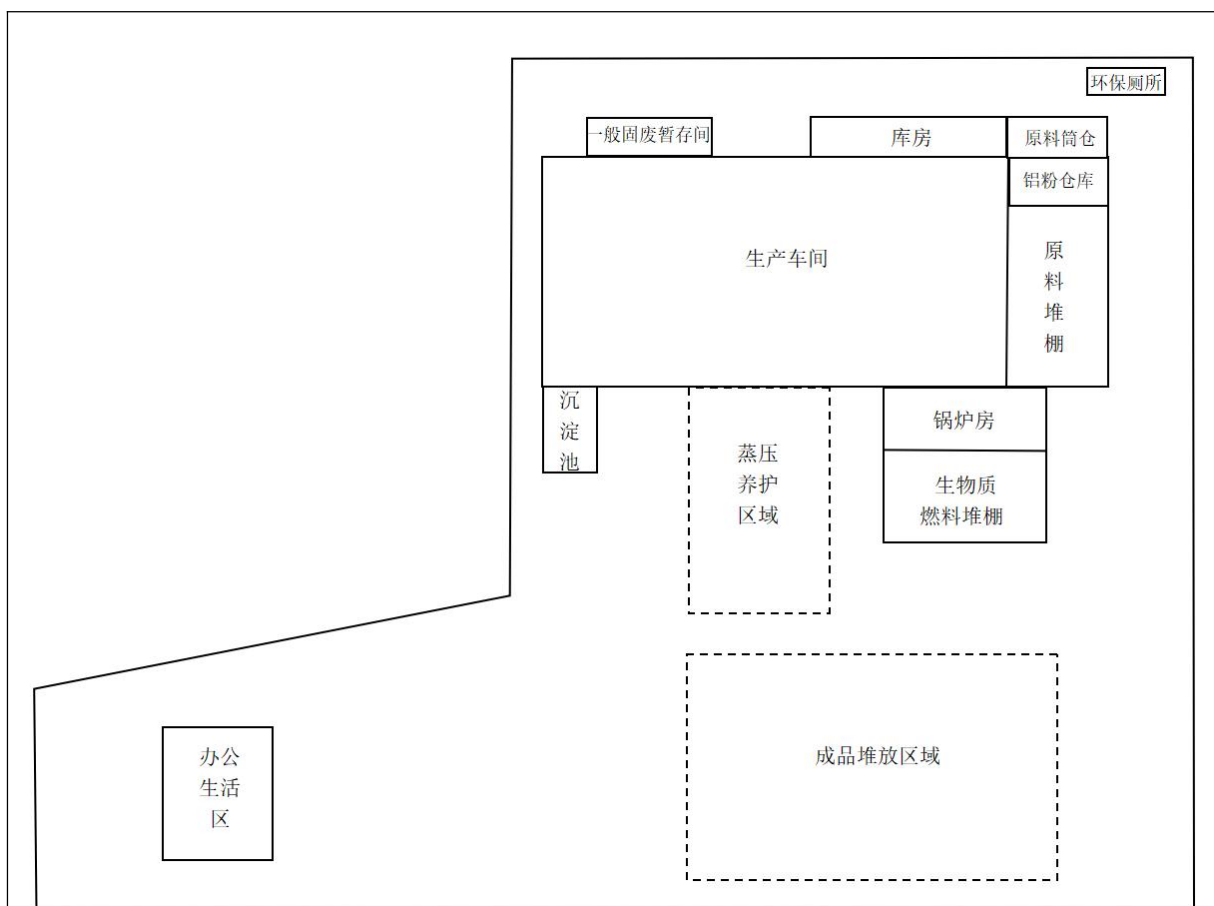 环保厕所
一般固废暂存间
库房
原料筒仓
铝粉仓库
生产车间
原
料
堆
棚
沉
淀
池
蒸压
养护
区域
锅炉房
生物质
燃料堆棚
办公
生活
区
成品堆放区域